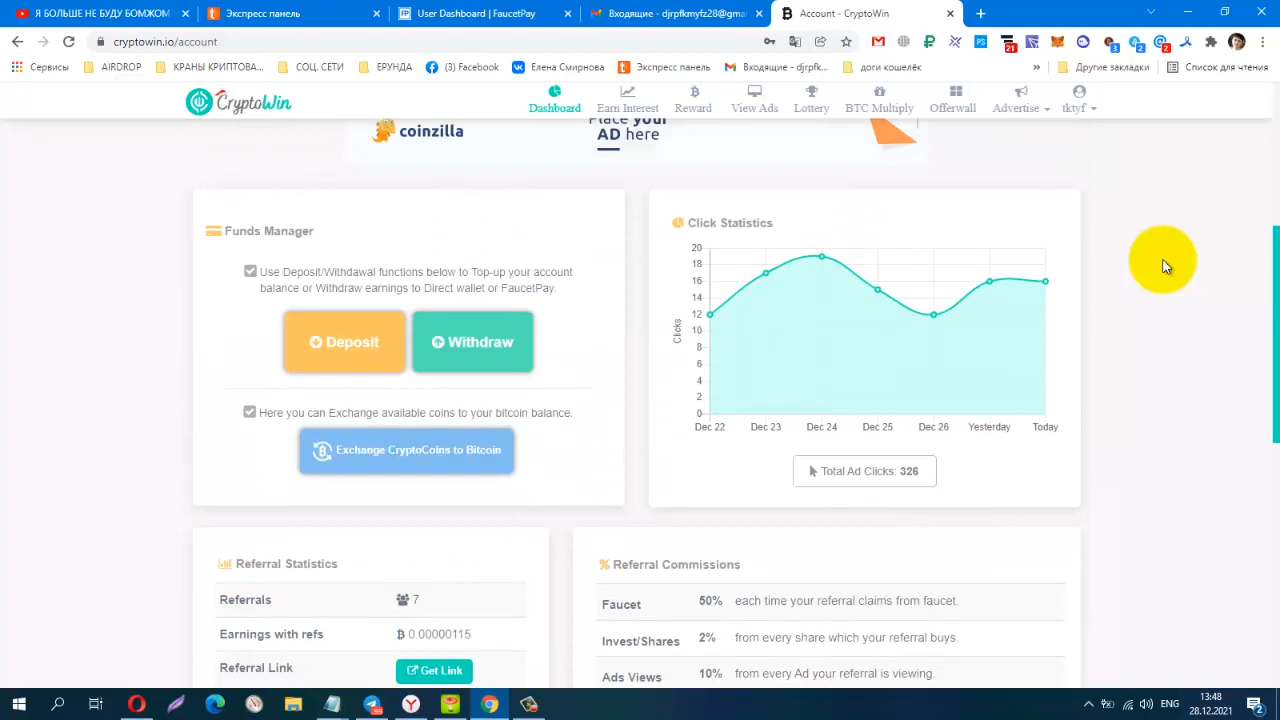 Я БОЛЬШЕ НЕ БУДУ БОМЖОМ
Экспресс панель
User Dashboard | FaucetPay
Входящие - djrpfkmyfz28@gma
Account - CryptoWin
cryptowin.io/account
21
3
2
2
Сервисы
AIRDROP
КРАНЫ КРИПТОВА...
СОЦ. СЕТИ
ЕРУНДА
(3) Facebook
Елена Смирнова
Экспресс панель
Входящие - djrpfk...
доги кошелёк
»
Другие закладки
Список для чтения
CryptoWin
Dashboard
Earn Interest
Reward
View Ads
Lottery
BTC Multiply
Offerwall
Advertise
tktyf
coinzilla
Place your
AD here
Funds Manager
Use Deposit/Withdawal functions below to Top-up your account
balance or Withdraw earnings to Direct wallet or FaucetPay.
Deposit
Withdraw
Here you can Exchange available coins to your bitcoin balance.
Exchange CryptoCoins to Bitcoin
Click Statistics
20
18
16
14
12
10
8
6
4
2
0
Clicks
Dec 22
Dec 23
Dec 24
Dec 25
Dec 26
Yesterday
Today
Total Ad Clicks: 326
Referral Statistics
Referrals
7
Earnings with refs
0.00000115
Referral Link
Get Link
Referral Commissions
Faucet
50%
each time your referral claims from faucet.
Invest/Shares
2%
from every share which your referral buys.
Ads Views
10%
from every Ad your referral is viewing.
ENG
13:48
28.12.2021
2